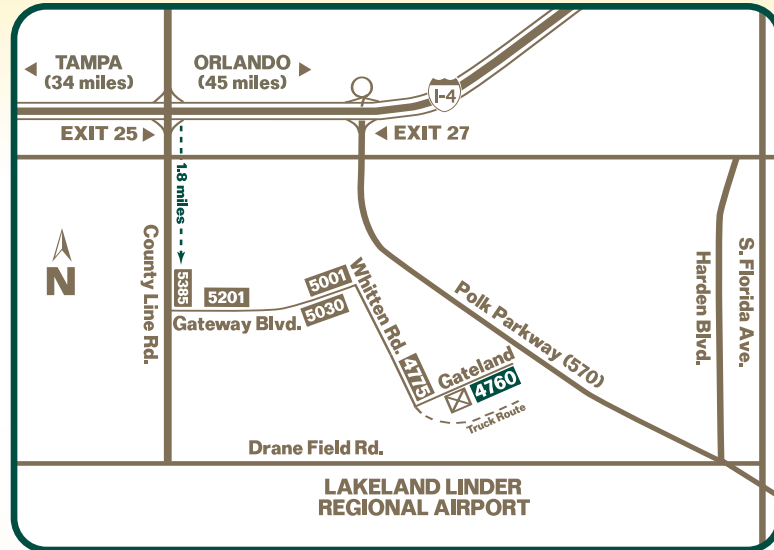 TAMPA
(34 miles)
ORLANDO
(45 miles)
I-4
EXIT 25
EXIT 27
1.8 miles
County Line Rd.
N
5385
5201
Gateway Blvd.
5001
5030
Whitten Rd.
4775
Gateland
4760
Truck Route
Polk Parkway (570)
Harden Blvd.
S. Florida Ave.
Drane Field Rd.
LAKELAND LINDER
REGIONAL AIRPORT